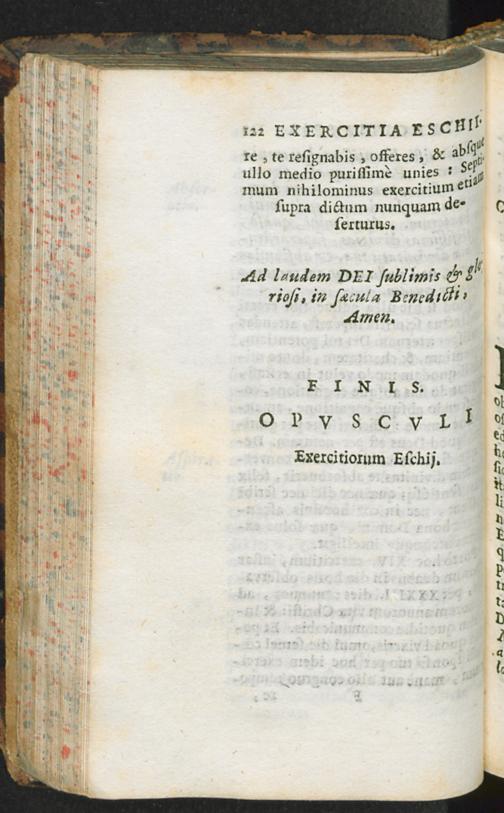 122 EXERCITIA ESCHII.
re, te resignabis, offeres, & absque
ullo medio purissimè unies: Septi-
mum nihilominus exercitium etiam
supra dictum nunquam de-
serturus.
Ad laudem DEI sublimis & glo-
riosi, in sæcula Benedicti,
Amen.
FINIS.
OPVSCVLI
Exercitiorum Eschij.